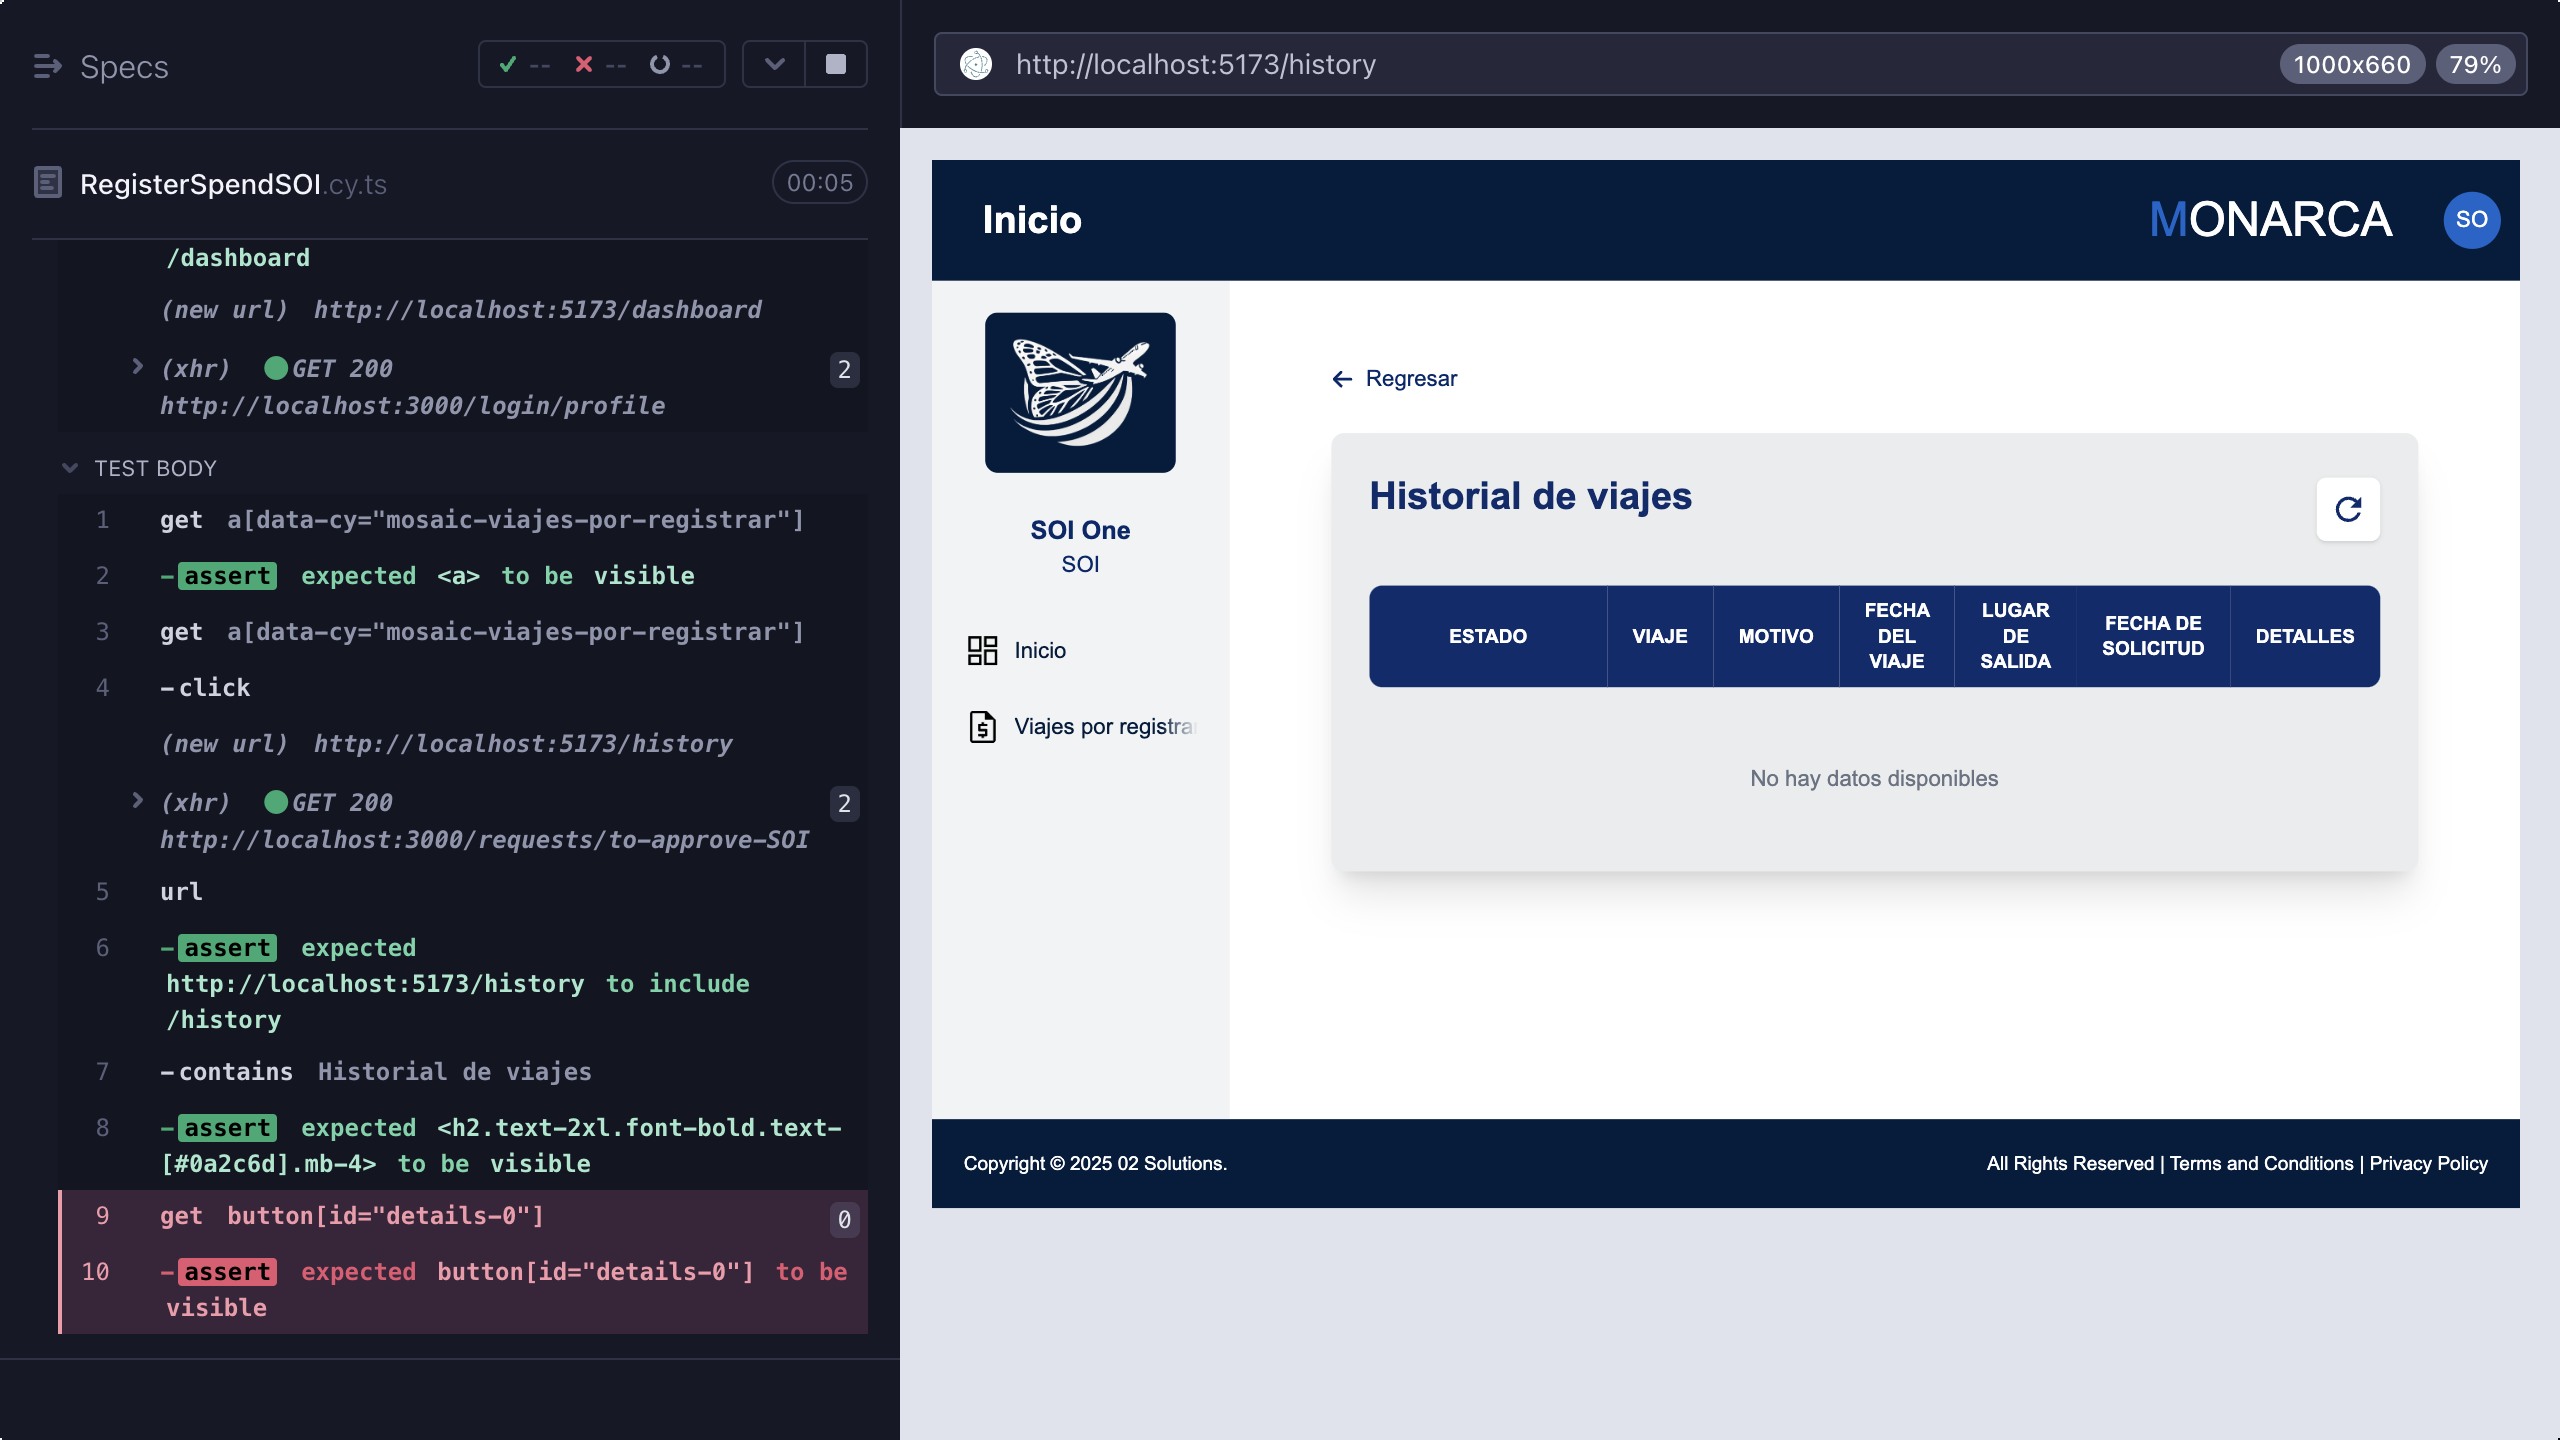 Specs
-- -- --
RegisterSpendSOI.cy.ts
00:05
/dashboard
(new url) http://localhost:5173/dashboard
(xhr) GET 200
2
http://localhost:3000/login/profile
TEST BODY
1 get a[data-cy="mosaic-viajes-por-registrar"]
2 -assert expected <a> to be visible
3 get a[data-cy="mosaic-viajes-por-registrar"]
4 -click
(new url) http://localhost:5173/history
(xhr) GET 200
2
http://localhost:3000/requests/to-approve-SOI
5 url
6 -assert expected
http://localhost:5173/history to include
/history
7 -contains Historial de viajes
8 -assert expected <h2.text-2xl.font-bold.text-
[#0a2c6d].mb-4> to be visible
9 get button[id="details-0"]
0
10 -assert expected button[id="details-0"] to be
visible
http://localhost:5173/history
1000x660
79%
Inicio
MONARCA
SO
SOI One
SOI
Inicio
Viajes por registrar
Regresar
Historial de viajes
ESTADO
VIAJE
MOTIVO
FECHA
DEL
VIAJE
LUGAR
DE
SALIDA
FECHA DE
SOLICITUD
DETALLES
No hay datos disponibles
Copyright © 2025 02 Solutions.
All Rights Reserved | Terms and Conditions | Privacy Policy